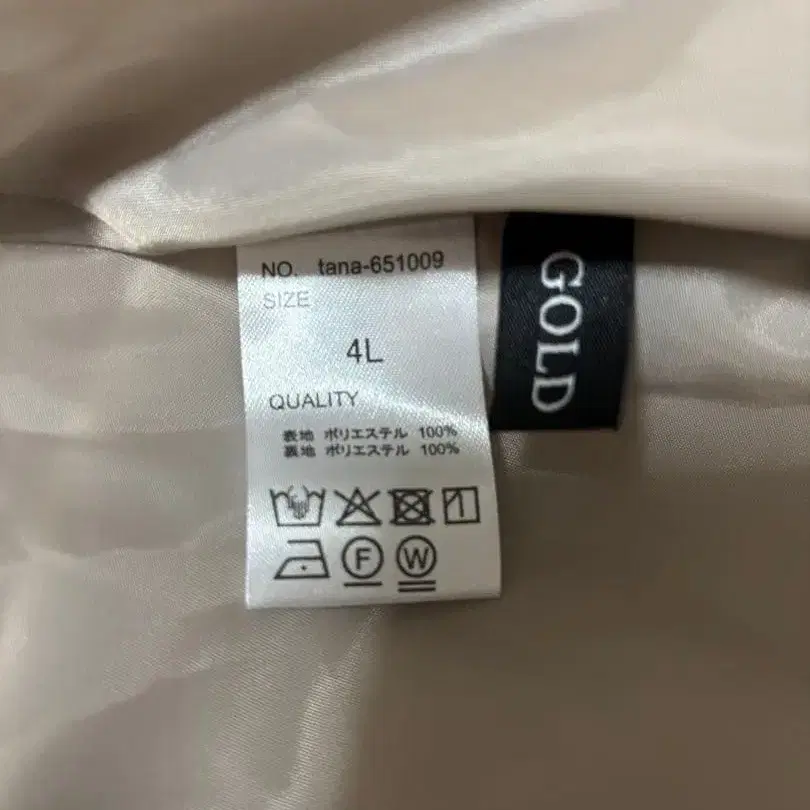 NO. tana-651009
SIZE
4L
QUALITY
表地 ポリエステル 100%
裏地 ポリエステル 100%
F W
GOLD